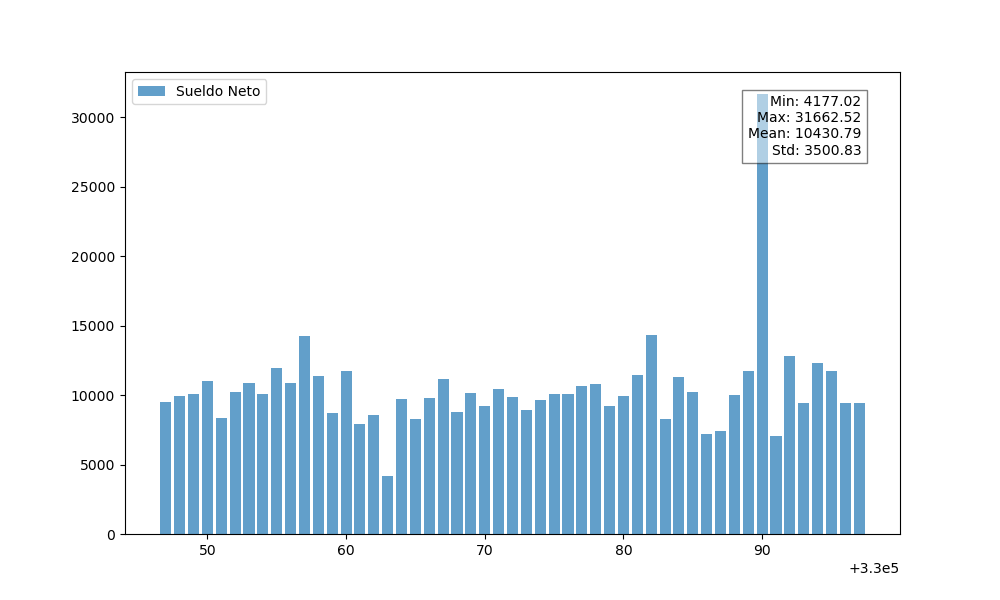 Sueldo Neto
Min: 4177.02
Max: 31662.52
Mean: 10430.79
Std: 3500.83
30000
25000
20000
15000
10000
5000
0
50 60 70 80 90
+3.3e5